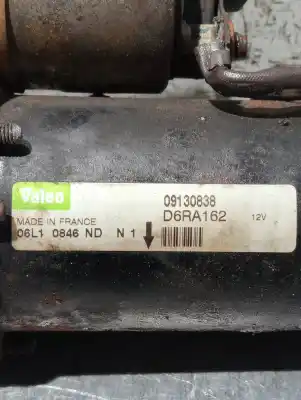 Valeo
09130838
D6RA162 12V
MADE IN FRANCE
06L1 0846 ND N 1